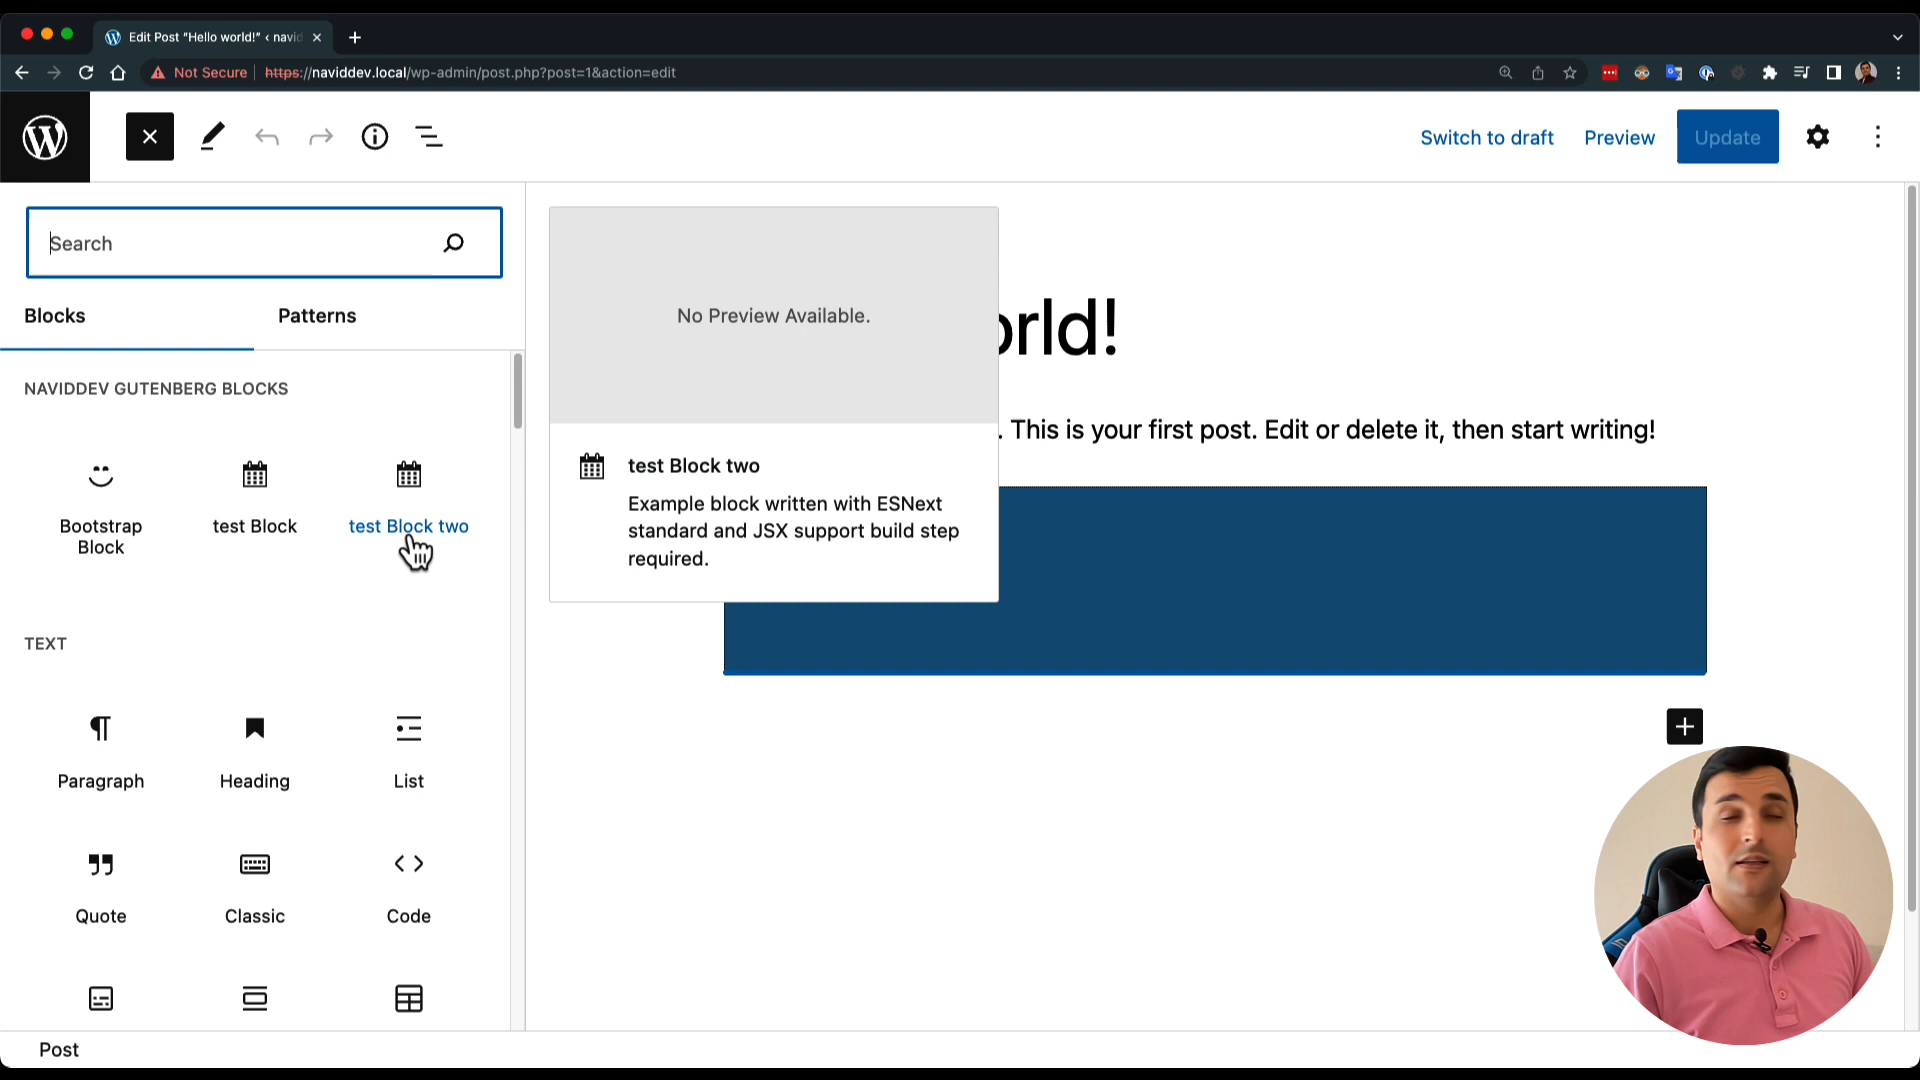 Edit Post “Hello world!” ‹ navid
Not Secure
https://naviddev.local/wp-admin/post.php?post=1&action=edit
Switch to draft
Preview
Update
Search
Blocks
Patterns
NAVIDDEV GUTENBERG BLOCKS
Bootstrap
Block
test Block
test Block two
TEXT
Paragraph
Heading
List
Quote
Classic
Code
No Preview Available.
test Block two
Example block written with ESNext
standard and JSX support build step
required.
orld!
. This is your first post. Edit or delete it, then start writing!
Post